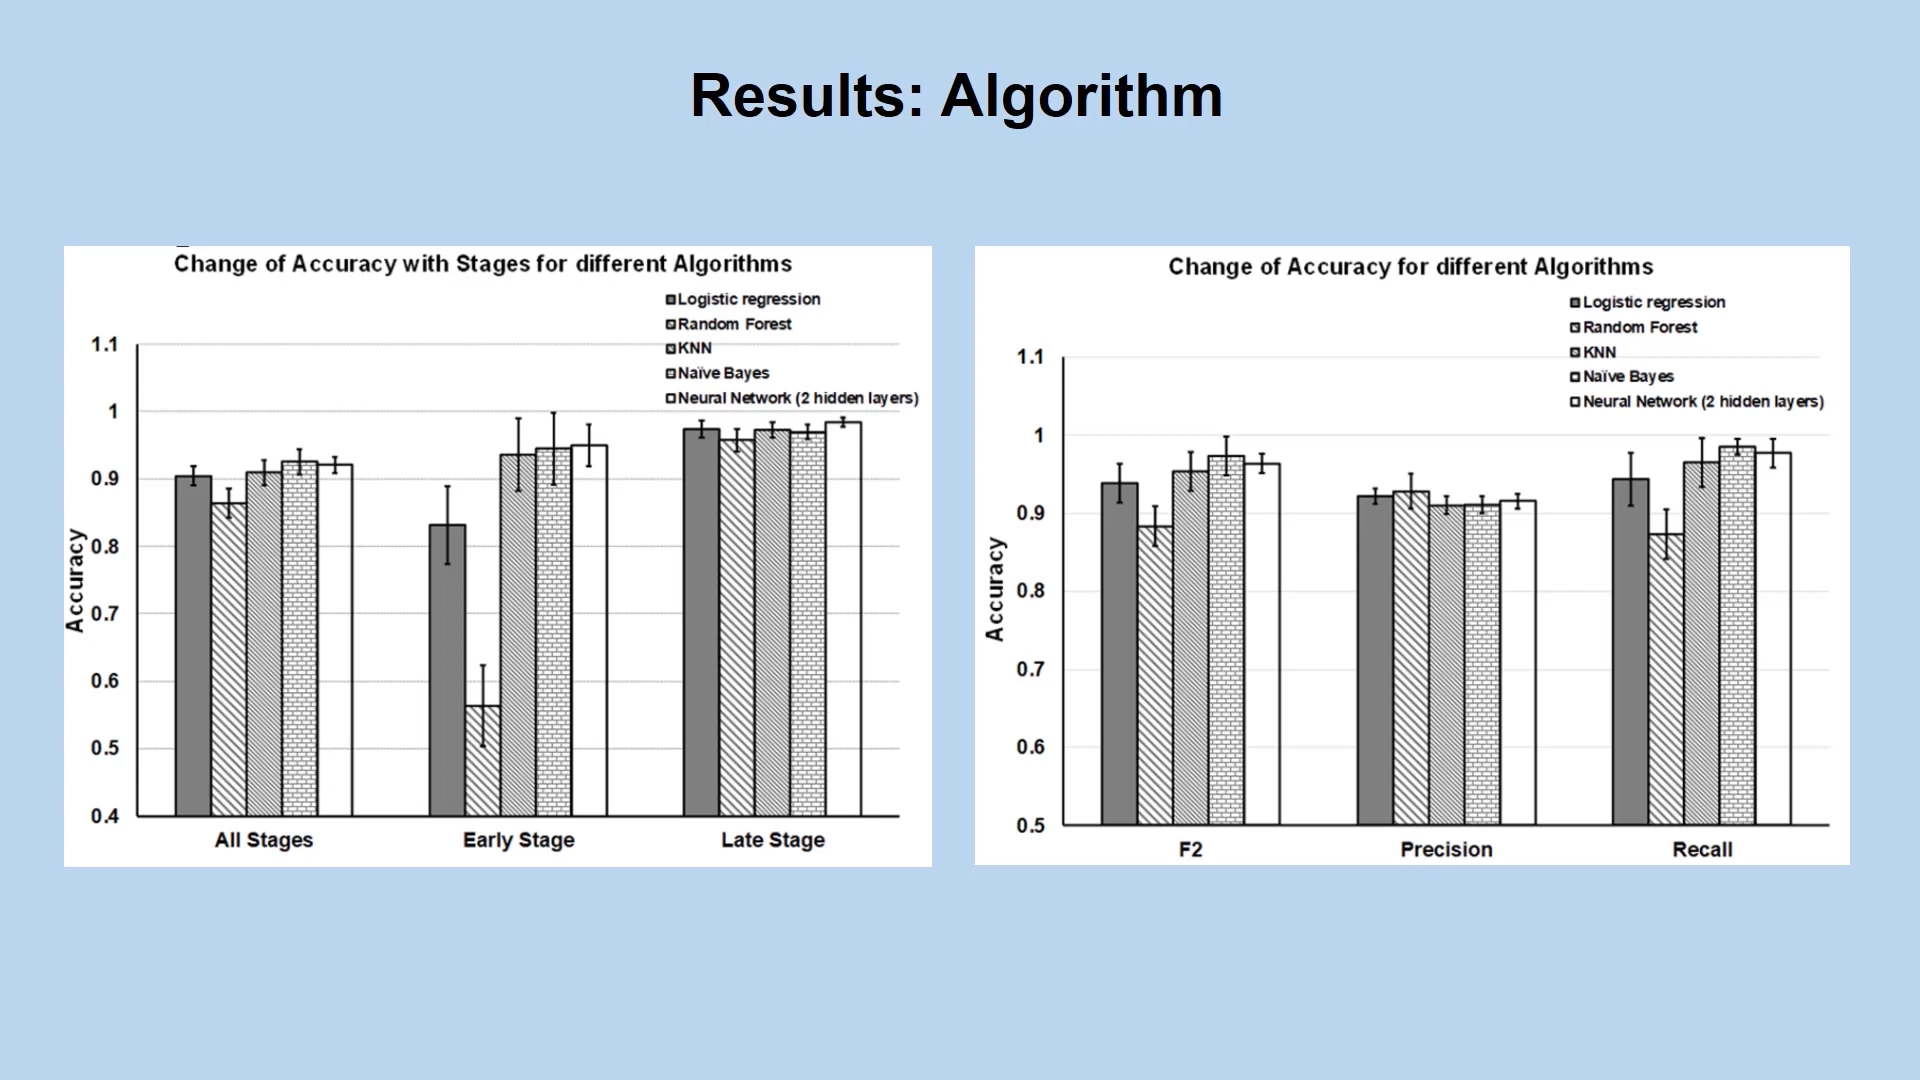 Results: Algorithm
Change of Accuracy with Stages for different Algorithms
Logistic regression
Random Forest
KNN
Naïve Bayes
Neural Network (2 hidden layers)
1.1
1
0.9
0.8
0.7
0.6
0.5
0.4
Accuracy
All Stages
Early Stage
Late Stage
Change of Accuracy for different Algorithms
Logistic regression
Random Forest
KNN
Naïve Bayes
Neural Network (2 hidden layers)
1.1
1
0.9
0.8
0.7
0.6
0.5
Accuracy
F2
Precision
Recall